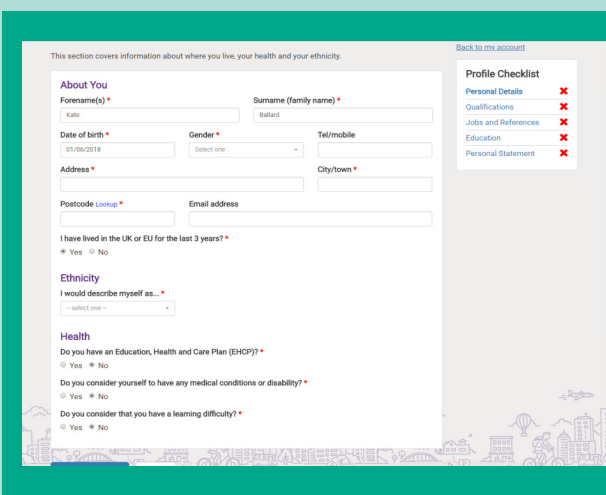 Back to my account
This section covers information about where you live, your health and your ethnicity.
About You
Forename(s) *
Surname (family name) *
Kate
Ballard
Date of birth *
Gender *
Tel/mobile
01/06/2018
Select one
Address *
City/town *
Postcode Lookup *
Email address
I have lived in the UK or EU for the last 3 years? *
Yes No
Ethnicity
I would describe myself as... *
-- select one --
Health
Do you have an Education, Health and Care Plan (EHCP)? *
Yes No
Do you consider yourself to have any medical conditions or disability? *
Yes No
Do you consider that you have a learning difficulty? *
Yes No
Profile Checklist
Personal Details
Qualifications
Jobs and References
Education
Personal Statement